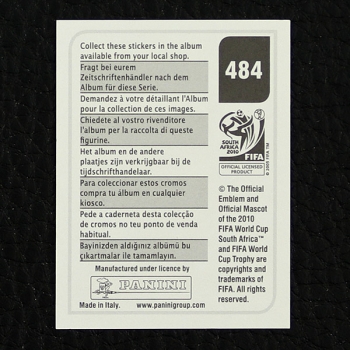 Collect these stickers in the album
available from your local shop.
Fragt bei eurem
Zeitschriftenhändler nach dem
Album für diese Serie.
Demandez à votre détaillant l'Album
pour la collection de ces images.
Chiedete al vostro rivenditore
l'album per la raccolta di queste
figurine.
Het album en de andere
plaatjes zijn verkrijgbaar bij de
tijdschrifthandel.
Para coleccionar estos cromos
compra tu álbum en cualquier
kiosco.
Pede a caderneta desta colecção
de cromos no teu ponto de venda
habitual.
Bayinizden aldığınız albümü bu
çıkartmalar ile tamamlayın.
Manufactured under licence by
PANINI
Made in Italy. www.paninigroup.com
484
SOUTH AFRICA
2010
FIFA
OFFICIAL LICENSED
PRODUCT
© 2009 FIFA TM
© The Official
Emblem and
Official Mascot
of the 2010
FIFA World Cup
South Africa™
and FIFA World
Cup Trophy are
copyrights and
trademarks of
FIFA. All rights
reserved.